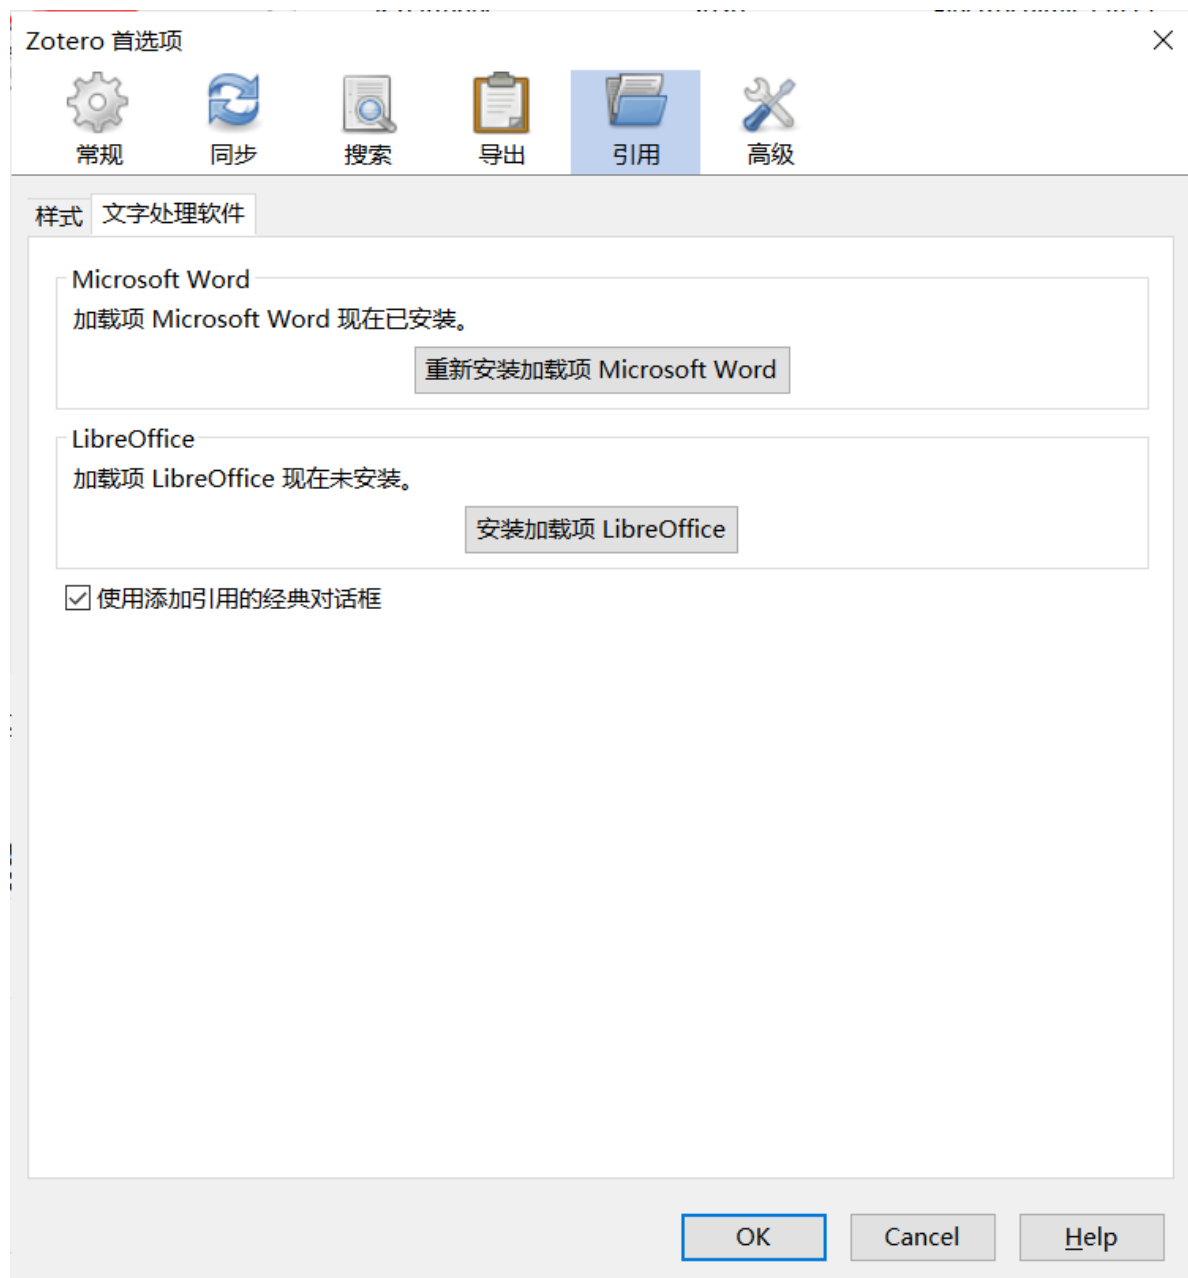 Zotero 首选项
常规 同步 搜索 导出 引用 高级
样式 文字处理软件
Microsoft Word
加载项 Microsoft Word 现在已安装。
重新安装加载项 Microsoft Word
LibreOffice
加载项 LibreOffice 现在未安装。
安装加载项 LibreOffice
使用添加引用的经典对话框
OK Cancel Help